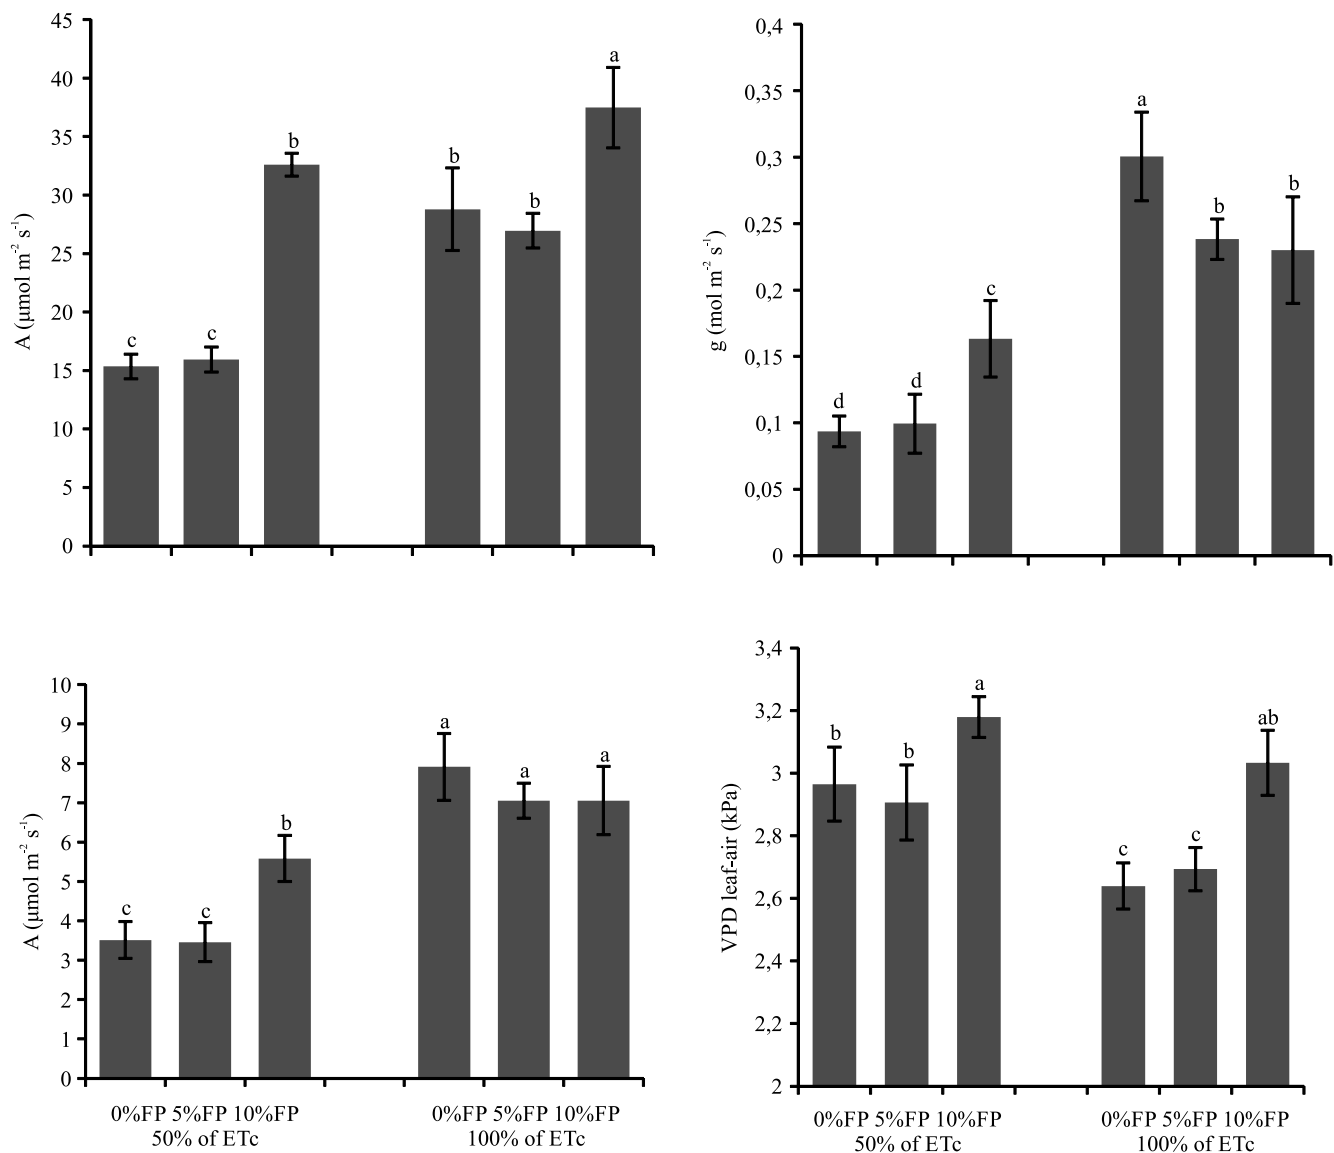 45
40
35
30
25
20
15
10
5
0
A (μmol m⁻² s⁻¹)
c
c
b
b
b
a
0,4
0,35
0,3
0,25
0,2
0,15
0,1
0,05
0
g (mol m⁻² s⁻¹)
d
d
c
a
b
b
10
9
8
7
6
5
4
3
2
1
0
A (μmol m⁻² s⁻¹)
c
c
b
a
a
a
0%FP 5%FP 10%FP
50% of ETc
0%FP 5%FP 10%FP
100% of ETc
3,4
3,2
3
2,8
2,6
2,4
2,2
2
VPD leaf-air (kPa)
b
b
a
c
c
ab
0%FP 5%FP 10%FP
50% of ETc
0%FP 5%FP 10%FP
100% of ETc